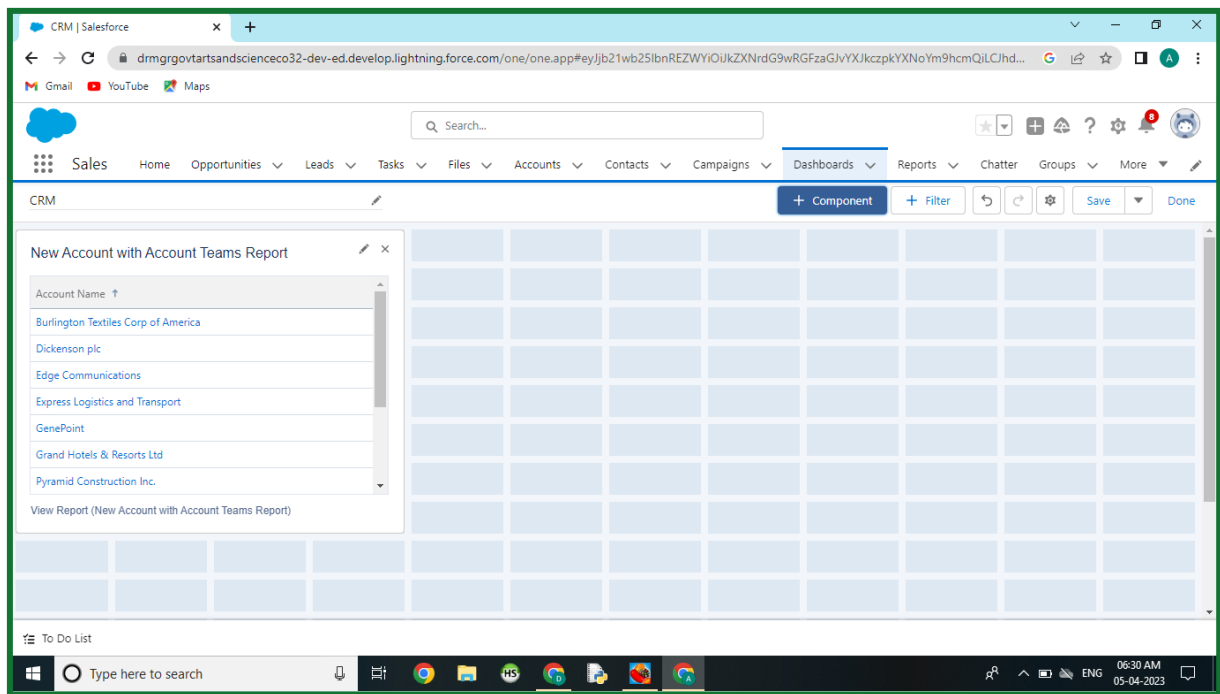 CRM | Salesforce
drmgrgovtartsandscienceco32-dev-ed.develop.lightning.force.com/one/one.app#eyJjb21wb25lbnREZWYiOiJkZXNrdG9wRGFzaGJvYXJkczpkYXNoYm9hcmQiLCJhd...
A
Gmail YouTube Maps
Search...
8
Sales Home Opportunities Leads Tasks Files Accounts Contacts Campaigns Dashboards Reports Chatter Groups More
CRM + Component + Filter Save Done
New Account with Account Teams Report
Account Name ↑
Burlington Textiles Corp of America
Dickenson plc
Edge Communications
Express Logistics and Transport
GenePoint
Grand Hotels & Resorts Ltd
Pyramid Construction Inc.
View Report (New Account with Account Teams Report)
To Do List
Type here to search
HS
ENG
06:30 AM
05-04-2023